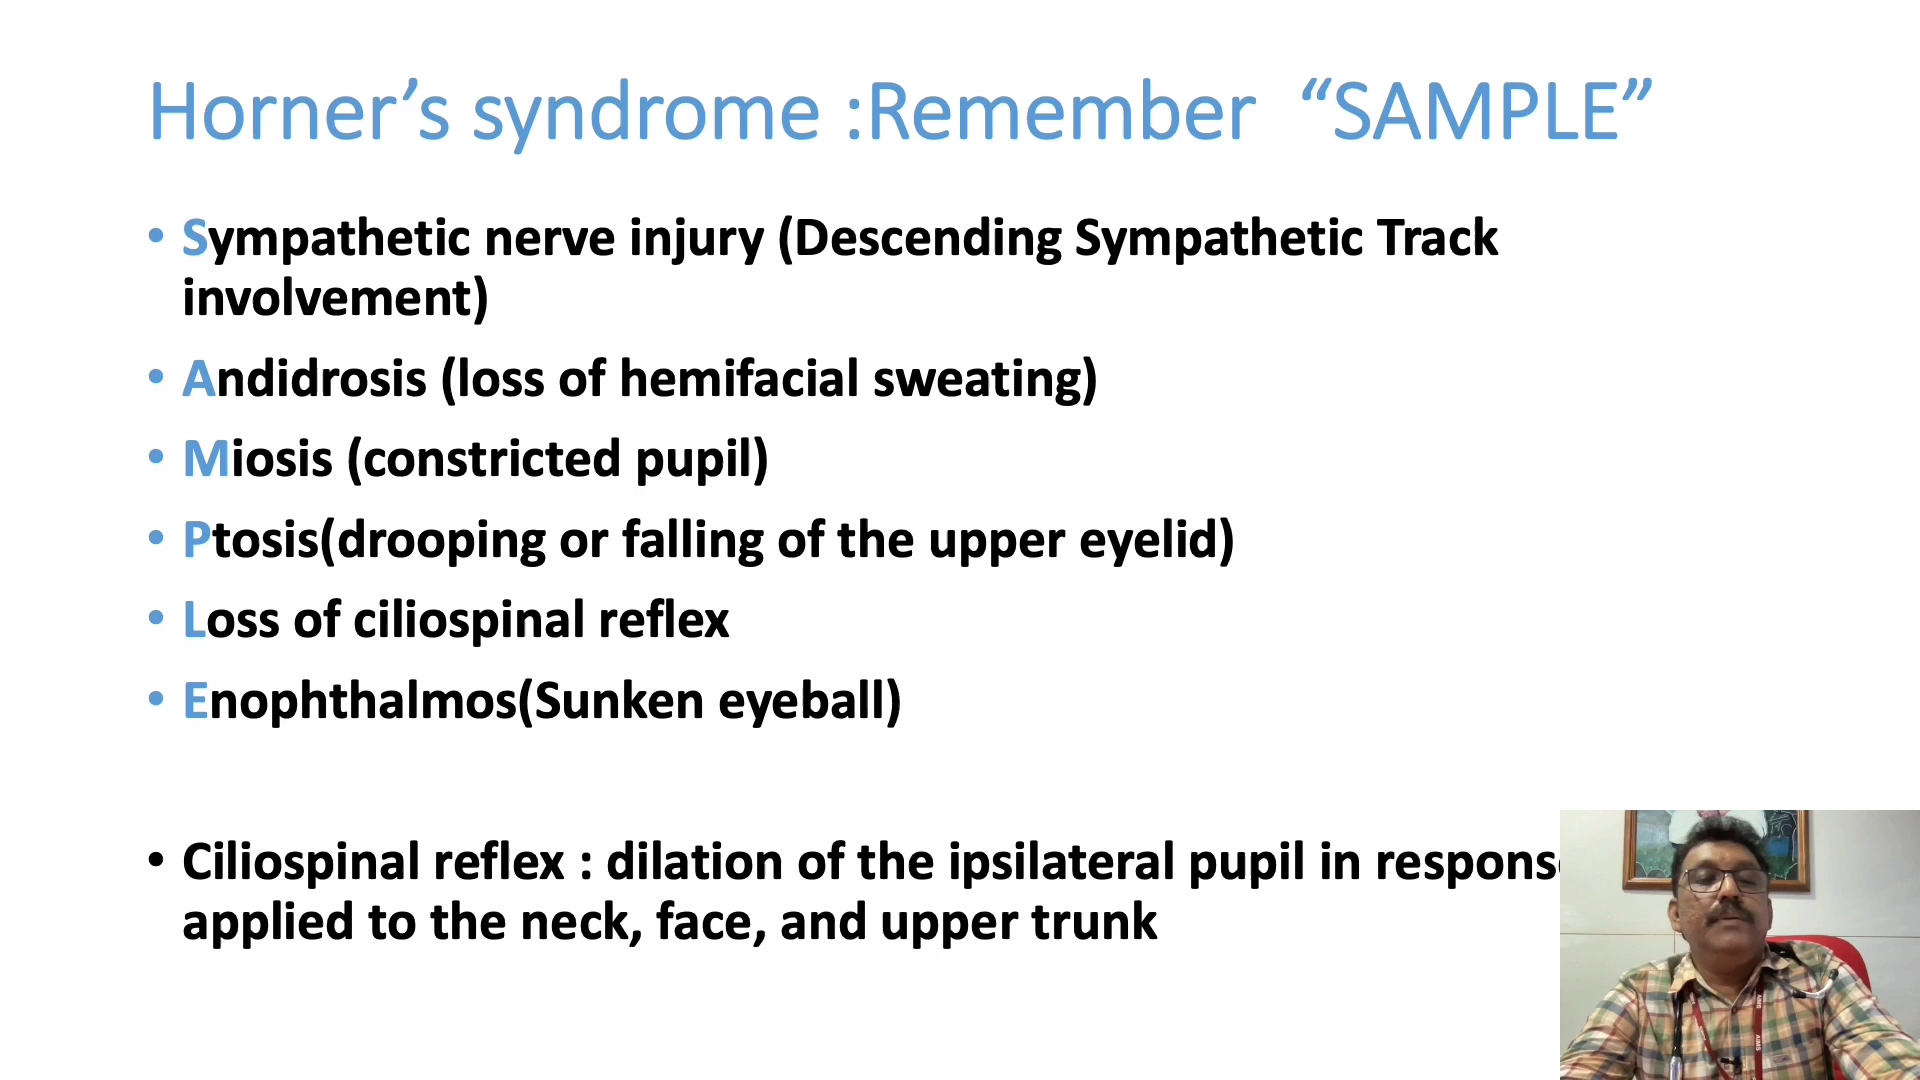 Horner’s syndrome :Remember “SAMPLE”
• Sympathetic nerve injury (Descending Sympathetic Track
involvement)
• Andidrosis (loss of hemifacial sweating)
• Miosis (constricted pupil)
• Ptosis(drooping or falling of the upper eyelid)
• Loss of ciliospinal reflex
• Enophthalmos(Sunken eyeball)
• Ciliospinal reflex : dilation of the ipsilateral pupil in respons
applied to the neck, face, and upper trunk